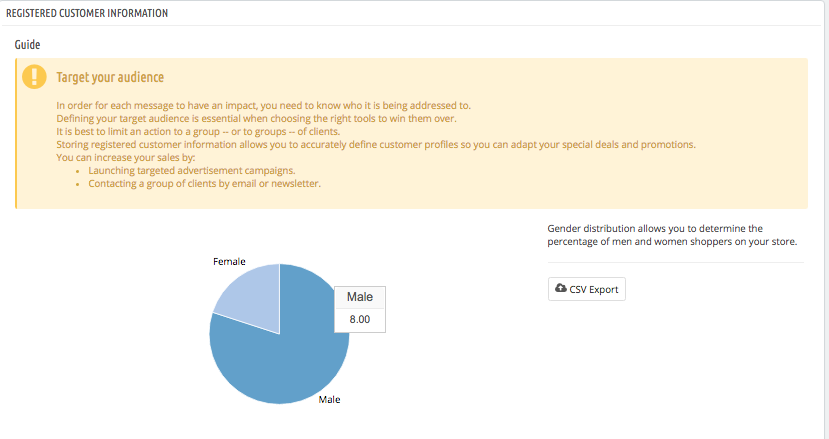 REGISTERED CUSTOMER INFORMATION
Guide
Target your audience
In order for each message to have an impact, you need to know who it is being addressed to.
Defining your target audience is essential when choosing the right tools to win them over.
It is best to limit an action to a group -- or to groups -- of clients.
Storing registered customer information allows you to accurately define customer profiles so you can adapt your special deals and promotions.
You can increase your sales by:
• Launching targeted advertisement campaigns.
• Contacting a group of clients by email or newsletter.
Gender distribution allows you to determine the
percentage of men and women shoppers on your store.
CSV Export
Female
Male
8.00
Male